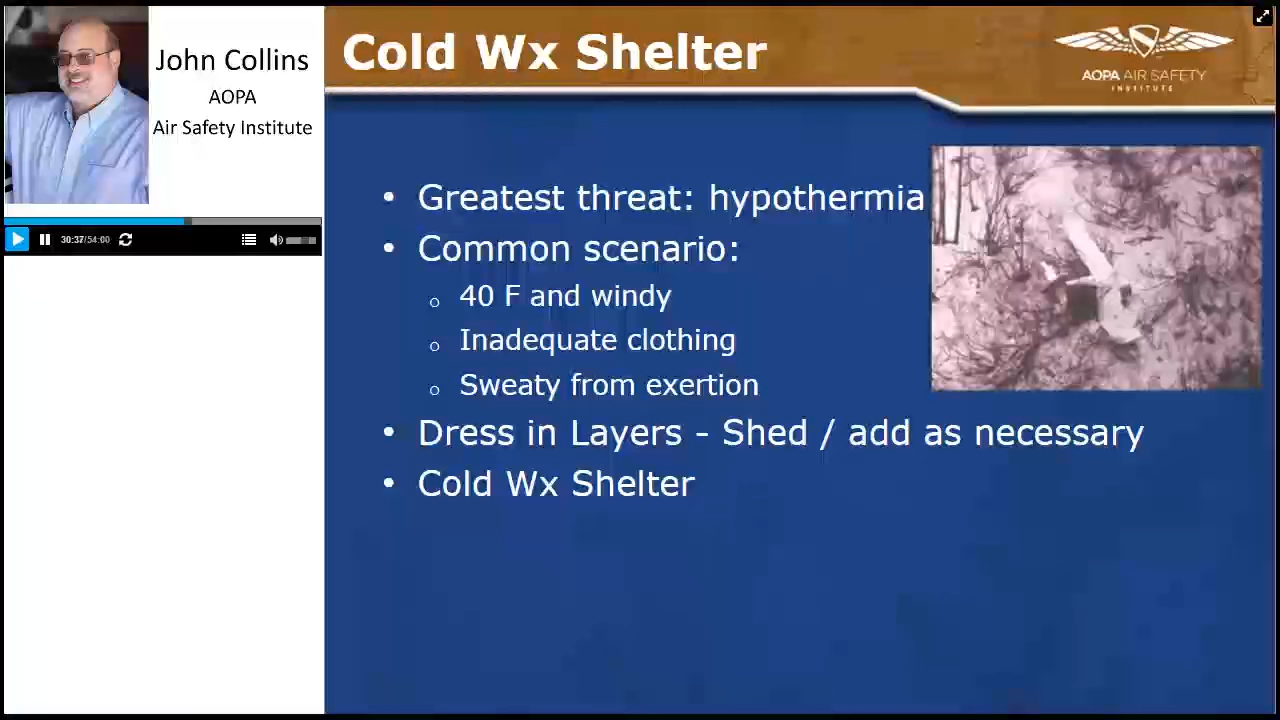 John Collins
AOPA
Air Safety Institute
30:37/54:00
Cold Wx Shelter
AOPA AIR SAFETY
INSTITUTE
• Greatest threat: hypothermia
• Common scenario:
o 40 F and windy
o Inadequate clothing
o Sweaty from exertion
• Dress in Layers - Shed / add as necessary
• Cold Wx Shelter